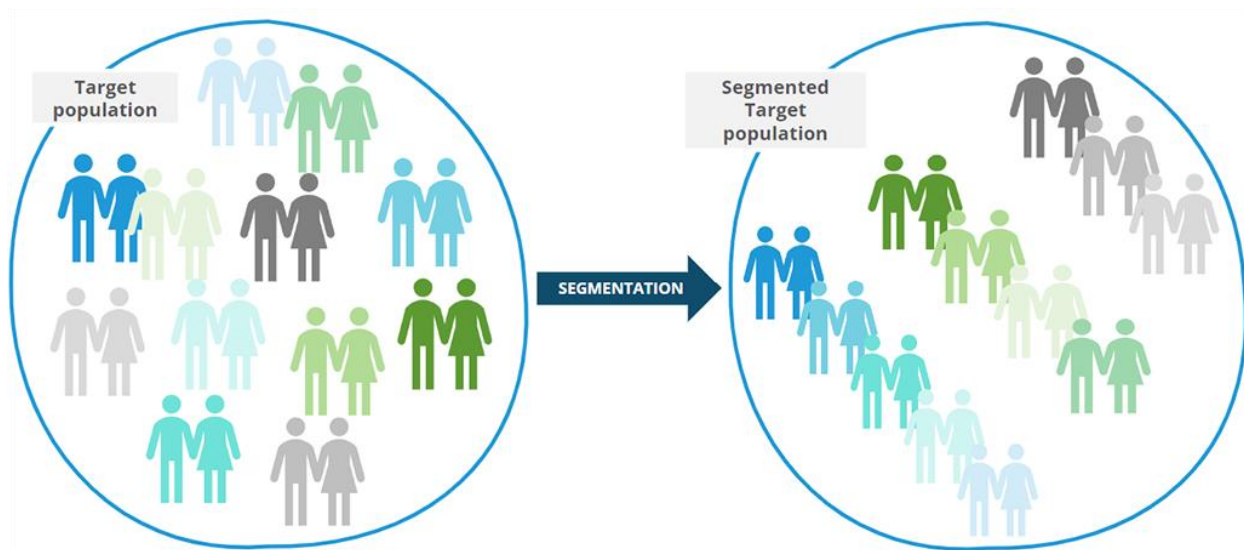 Target
population
SEGMENTATION
Segmented
Target
population